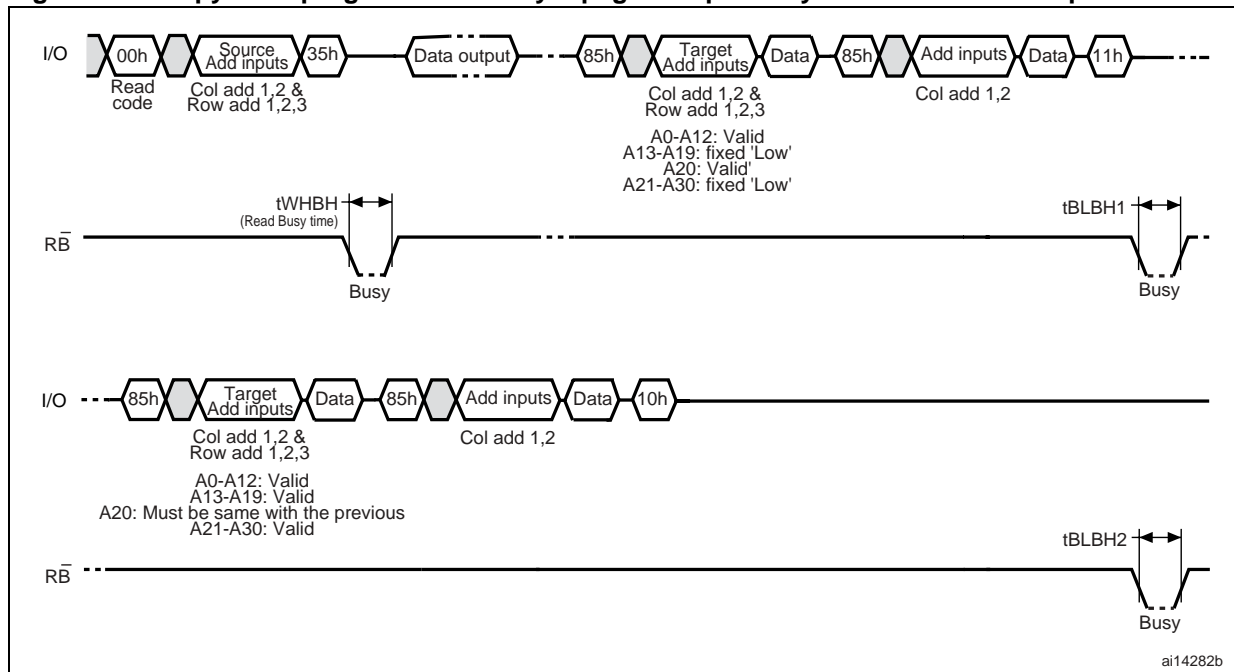 I/O 00h Source Add inputs 35h Data output 85h Target Add inputs Data 85h Add inputs Data 11h
Read code
Col add 1,2 &
Row add 1,2,3
Col add 1,2 &
Row add 1,2,3
Col add 1,2
A0-A12: Valid
A13-A19: fixed 'Low'
A20: Valid'
A21-A30: fixed 'Low'
tWHBH
(Read Busy time)
tBLBH1
RB
Busy
Busy
I/O 85h Target Add inputs Data 85h Add inputs Data 10h
Col add 1,2 &
Row add 1,2,3
Col add 1,2
A0-A12: Valid
A13-A19: Valid
A20: Must be same with the previous
A21-A30: Valid
tBLBH2
RB
Busy
ai14282b